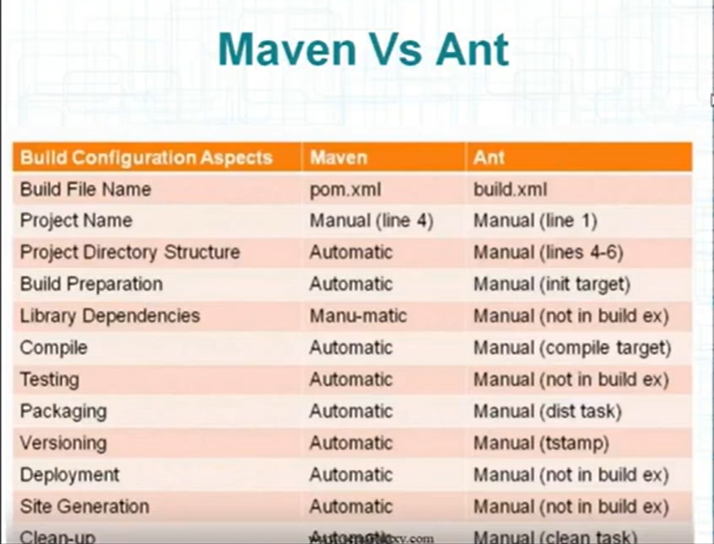 Maven Vs Ant
Build Configuration Aspects Maven Ant
Build File Name pom.xml build.xml
Project Name Manual (line 4) Manual (line 1)
Project Directory Structure Automatic Manual (lines 4-6)
Build Preparation Automatic Manual (init target)
Library Dependencies Manu-matic Manual (not in build ex)
Compile Automatic Manual (compile target)
Testing Automatic Manual (not in build ex)
Packaging Automatic Manual (dist task)
Versioning Automatic Manual (tstamp)
Deployment Automatic Manual (not in build ex)
Site Generation Automatic Manual (not in build ex)
Clean-up Automatic Manual (clean task)